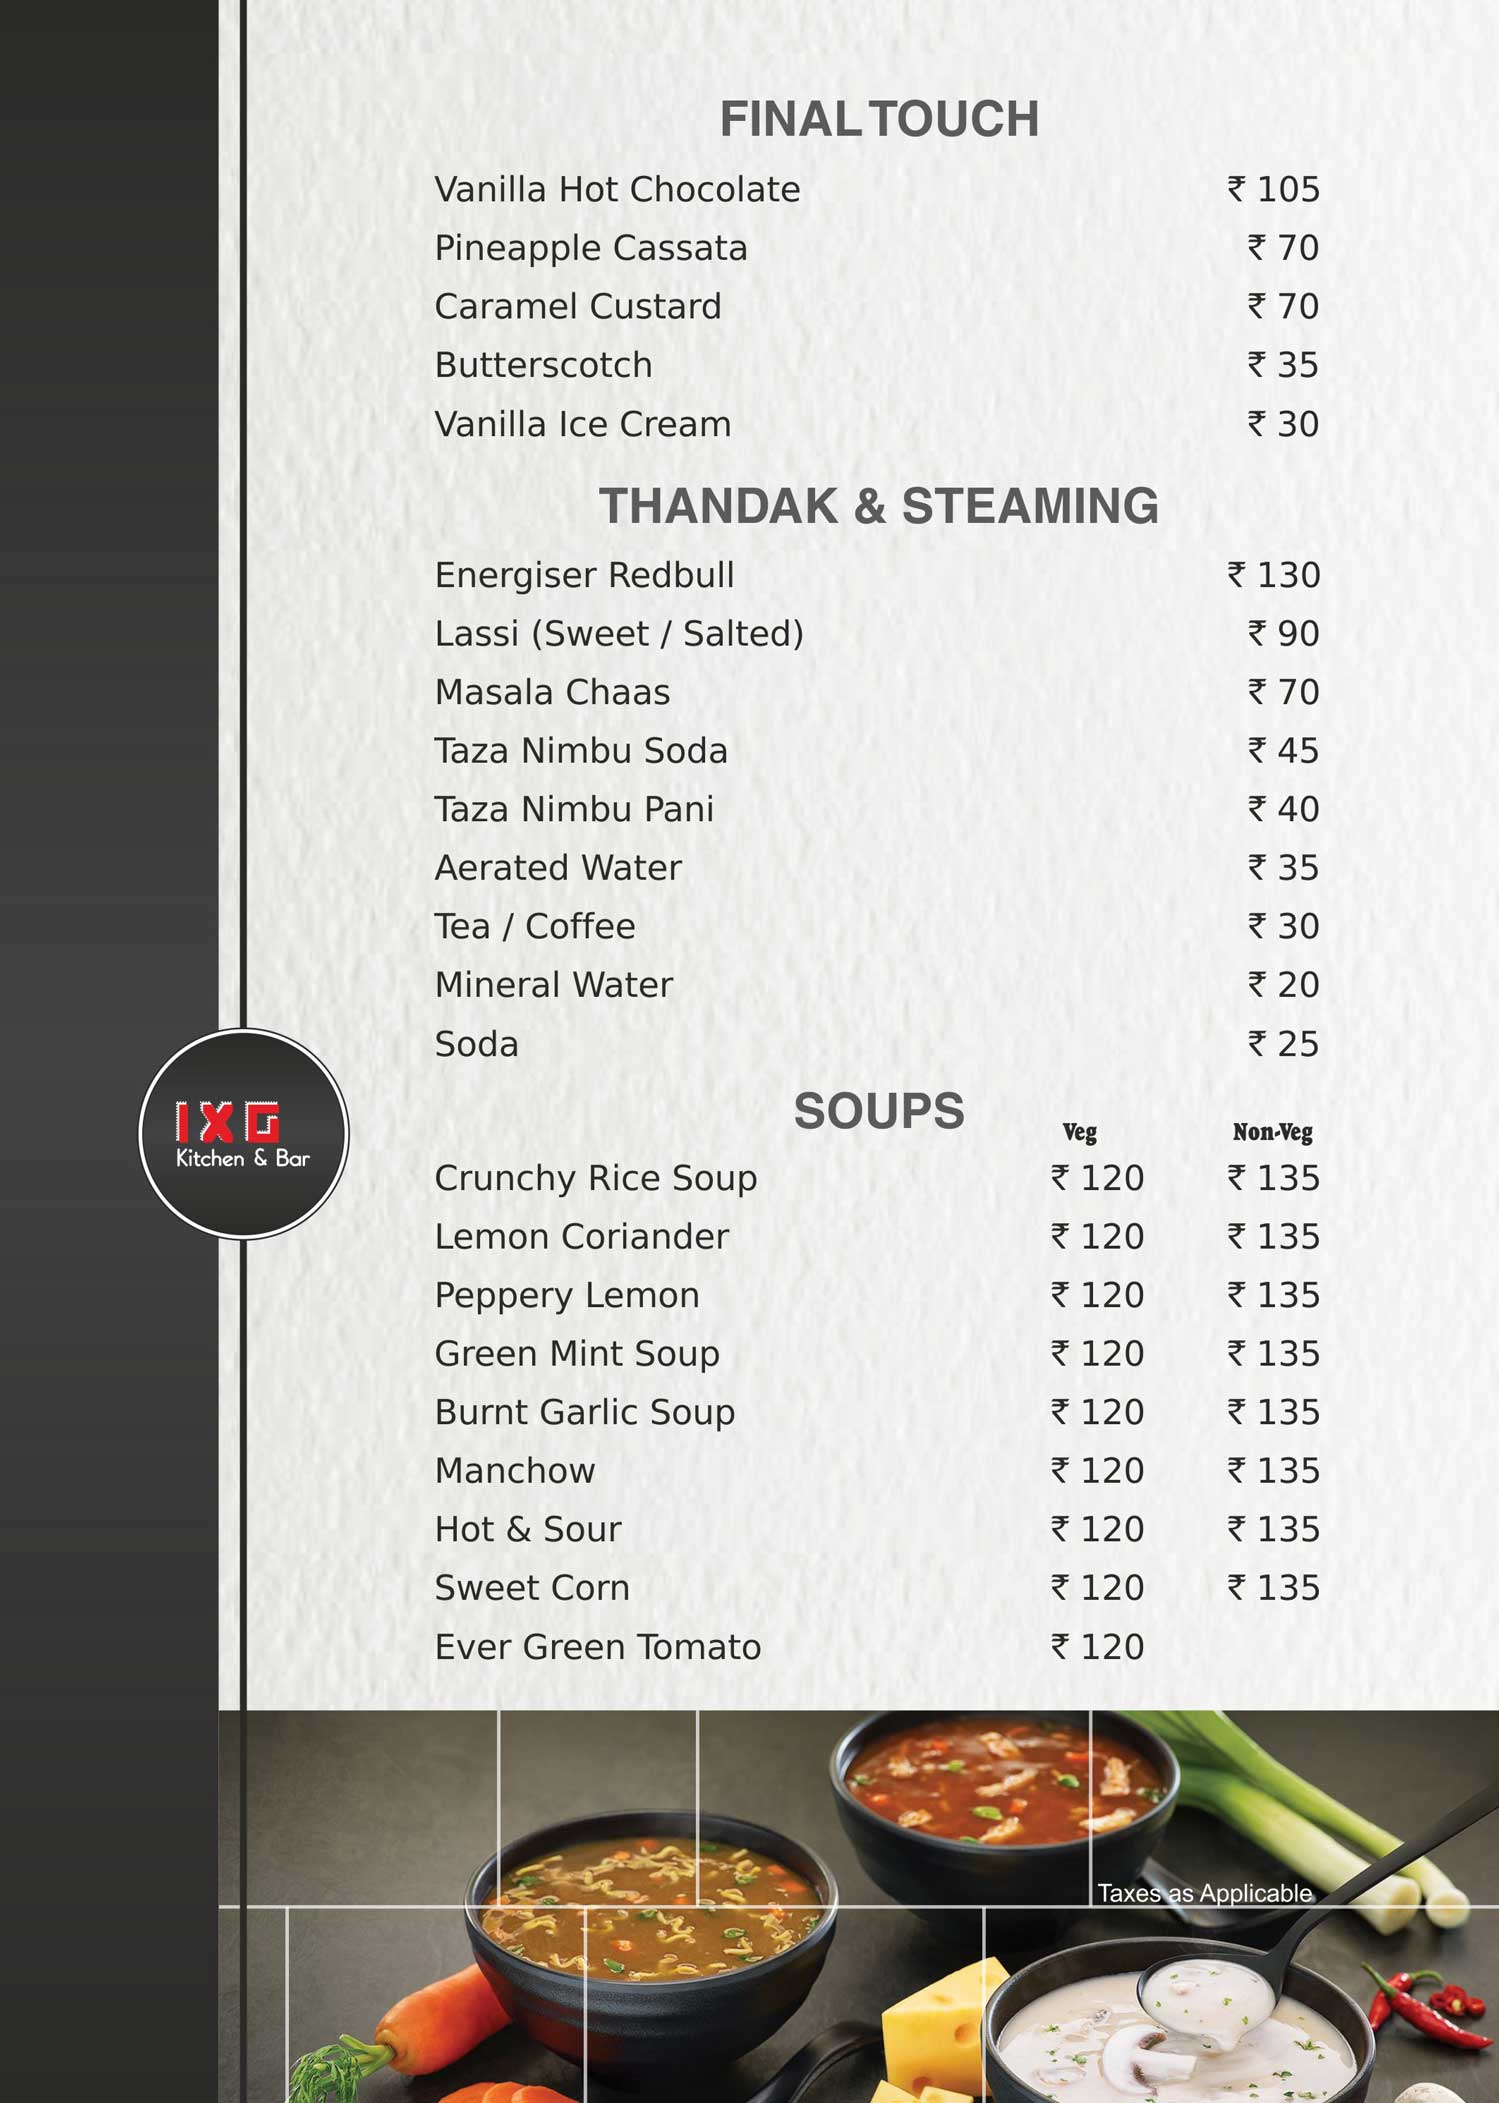 FINAL TOUCH
Vanilla Hot Chocolate ₹ 105
Pineapple Cassata ₹ 70
Caramel Custard ₹ 70
Butterscotch ₹ 35
Vanilla Ice Cream ₹ 30
THANDAK & STEAMING
Energiser Redbull ₹ 130
Lassi (Sweet / Salted) ₹ 90
Masala Chaas ₹ 70
Taza Nimbu Soda ₹ 45
Taza Nimbu Pani ₹ 40
Aerated Water ₹ 35
Tea / Coffee ₹ 30
Mineral Water ₹ 20
Soda ₹ 25
IXG
Kitchen & Bar
SOUPS
Veg Non-Veg
Crunchy Rice Soup ₹ 120 ₹ 135
Lemon Coriander ₹ 120 ₹ 135
Peppery Lemon ₹ 120 ₹ 135
Green Mint Soup ₹ 120 ₹ 135
Burnt Garlic Soup ₹ 120 ₹ 135
Manchow ₹ 120 ₹ 135
Hot & Sour ₹ 120 ₹ 135
Sweet Corn ₹ 120 ₹ 135
Ever Green Tomato ₹ 120
Taxes as Applicable